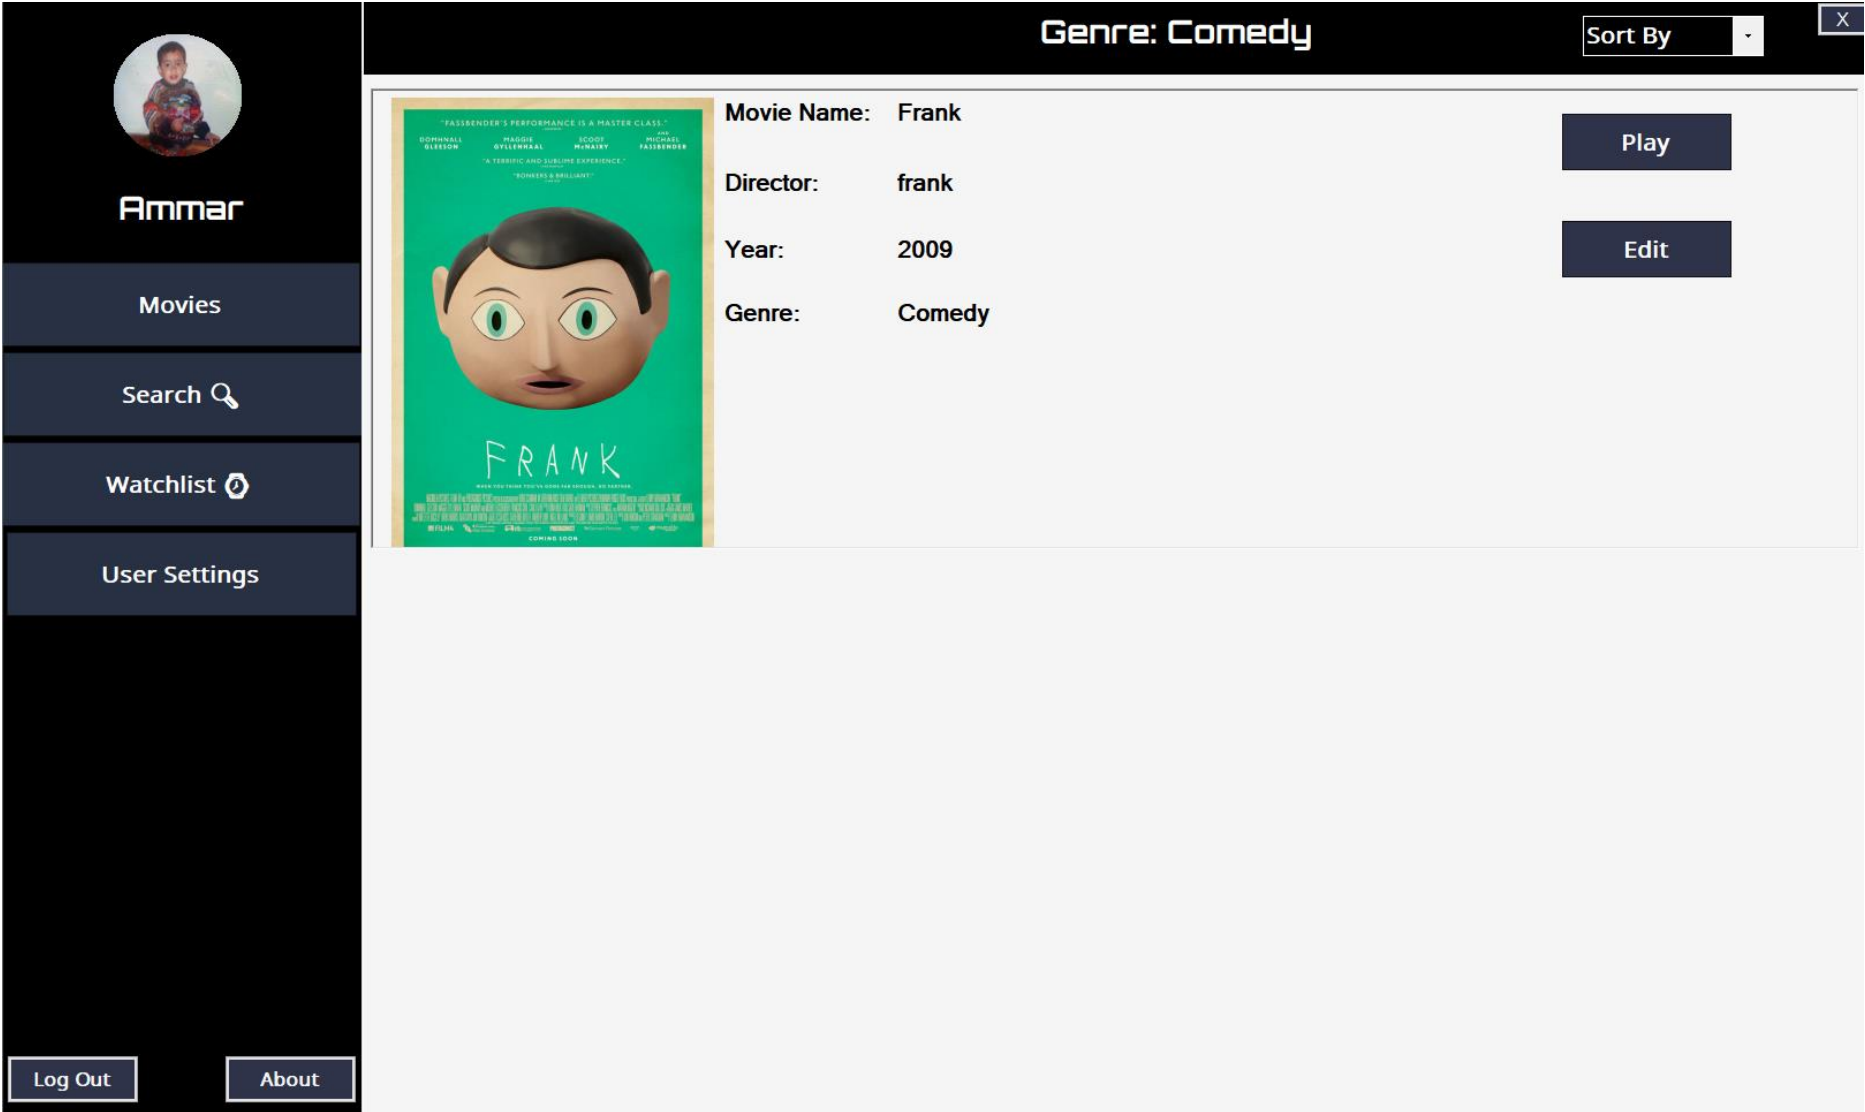 Genre: Comedy
Sort By
X
Ammar
Movies
Search
Watchlist
User Settings
Log Out
About
"FASSBENDER'S PERFORMANCE IS A MASTER CLASS."
DOMHNALL GLEESON
MAGGIE GYLLENHAAL
SCOOT McNAIRY
AND MICHAEL FASSBENDER
"A TERRIFIC AND SUBLIME EXPERIENCE."
"BONKERS & BRILLIANT!"
FRANK
COMING SOON
Movie Name: Frank
Director: frank
Year: 2009
Genre: Comedy
Play
Edit